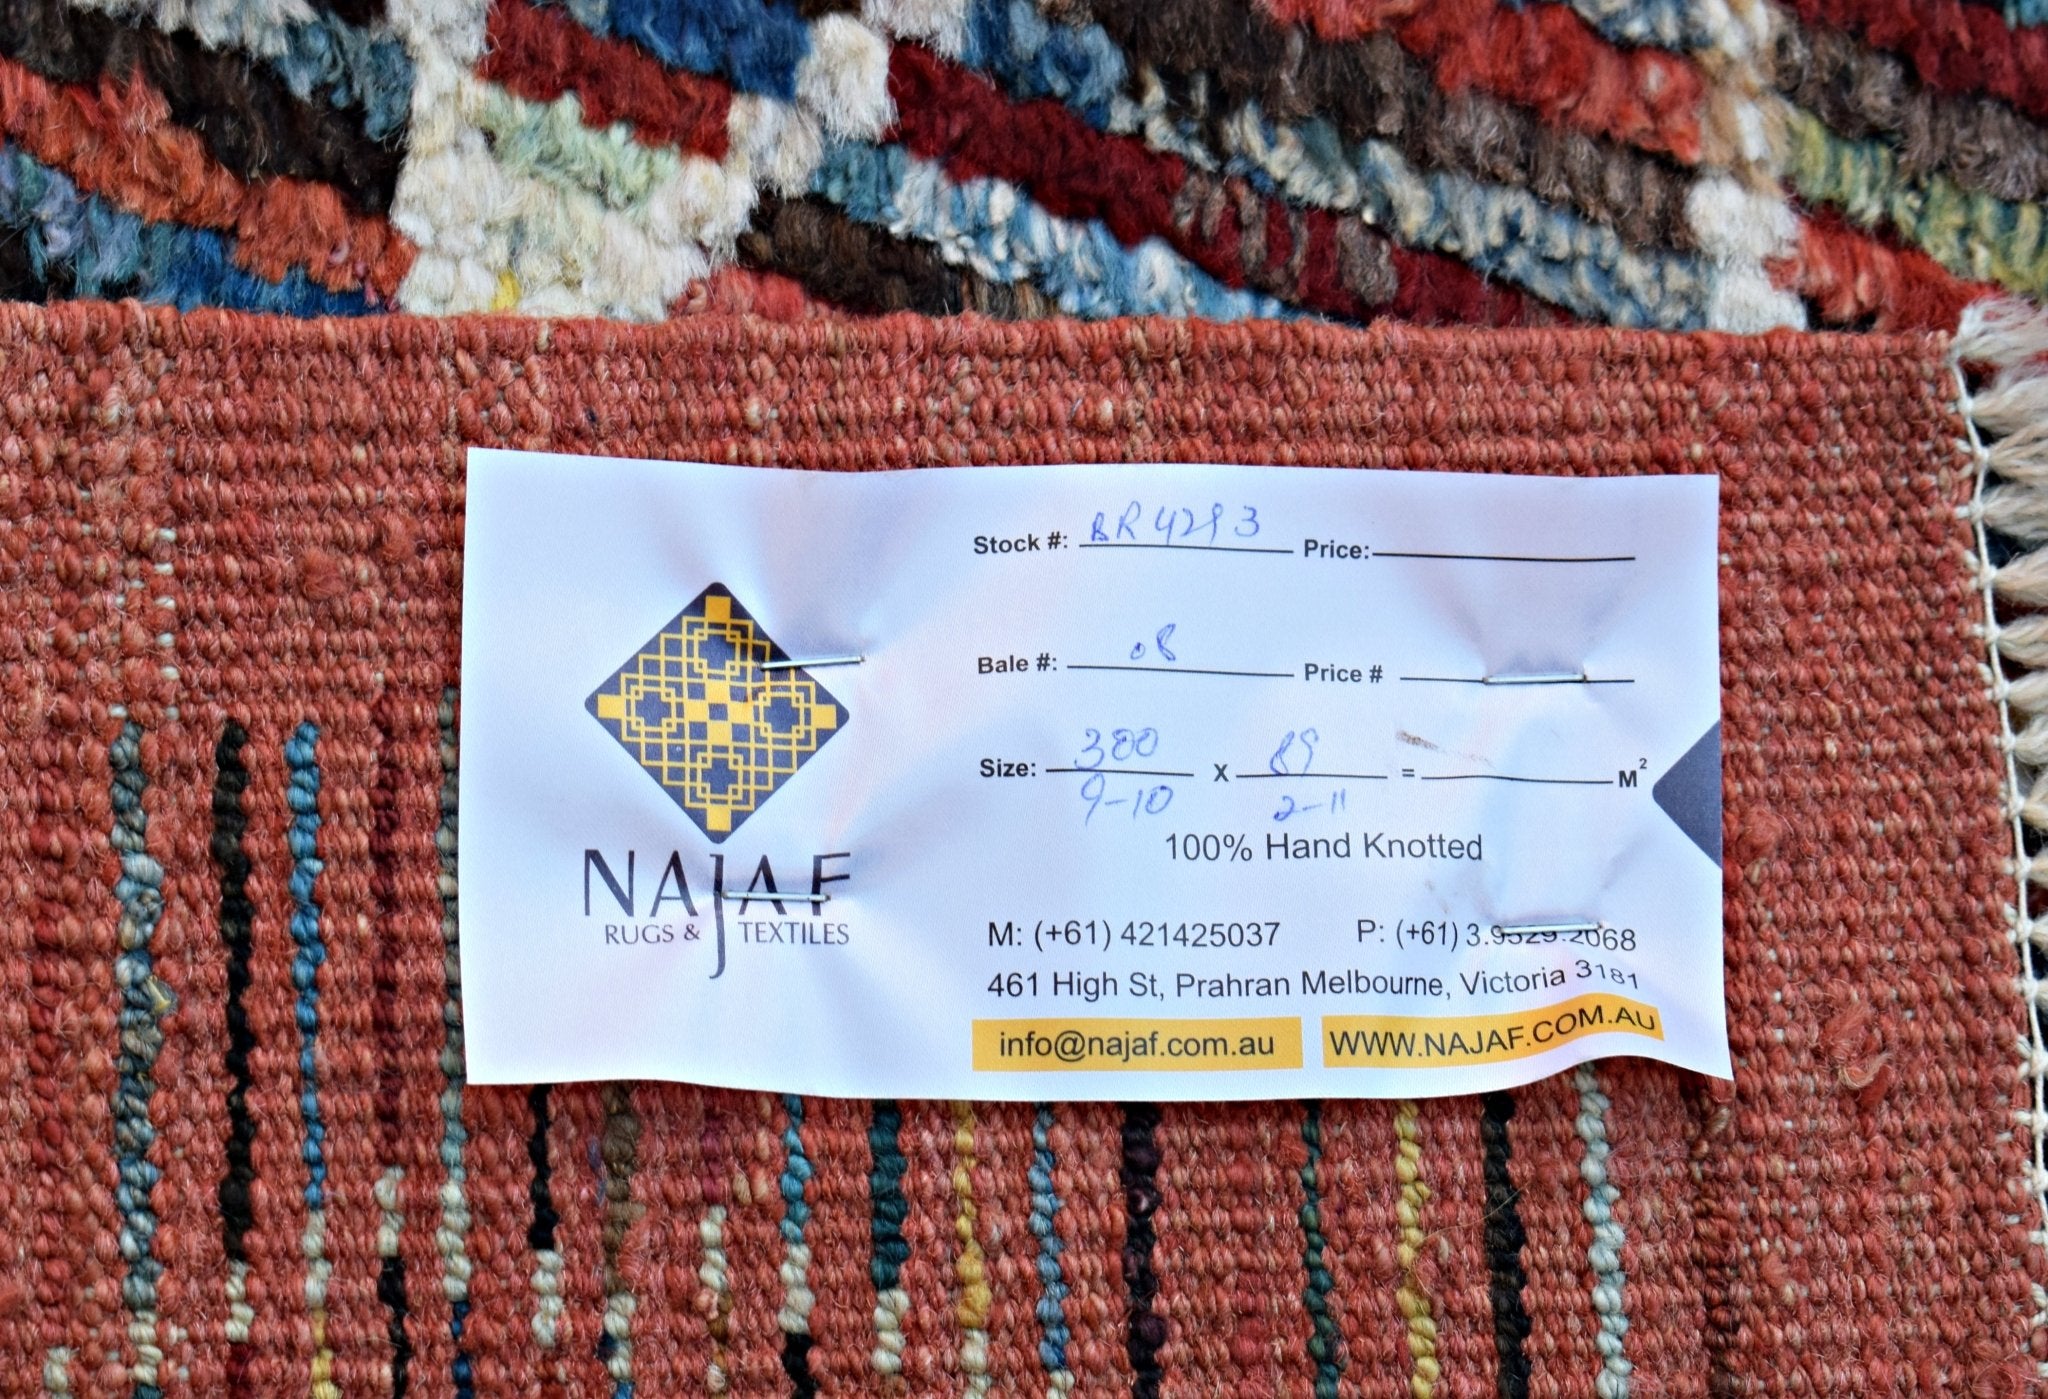 NAJAF
RUGS & TEXTILES
Stock #: BR4293 Price:
Bale #: 08 Price #
Size: 300 X 89 = M²
9-10 2-11
100% Hand Knotted
M: (+61) 421425037 P: (+61) 3.9529.2068
461 High St, Prahran Melbourne, Victoria 3181
info@najaf.com.au WWW.NAJAF.COM.AU